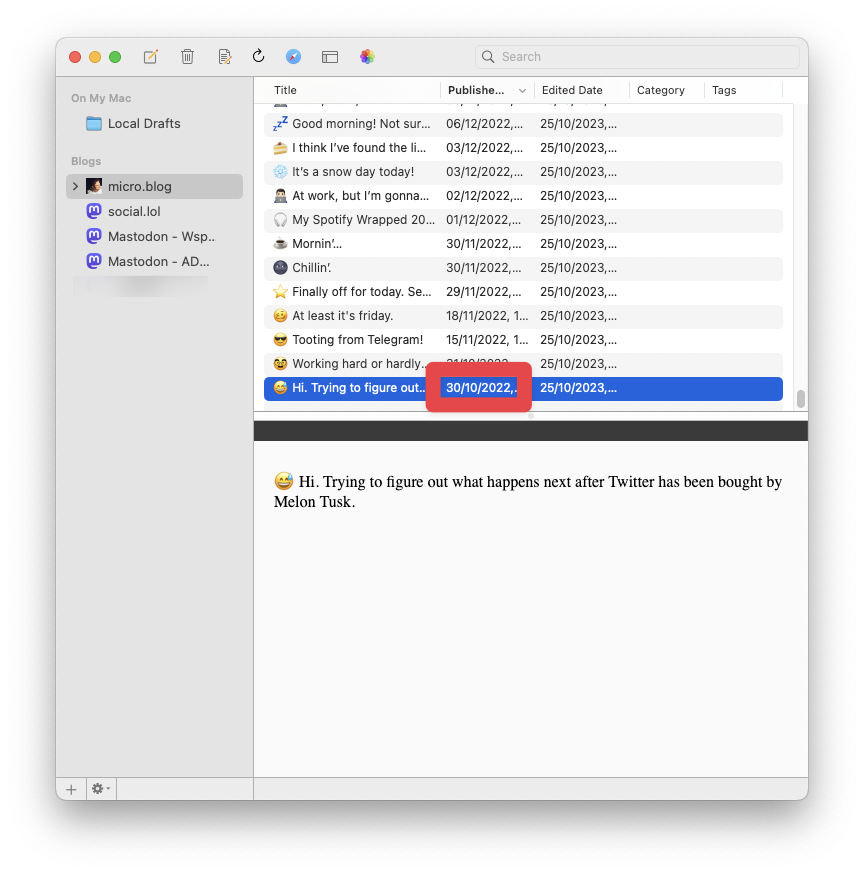 Search
On My Mac
Local Drafts
Blogs
micro.blog
social.lol
Mastodon - Wsp...
Mastodon - AD...
Title Publishe... Edited Date Category Tags
💤 Good morning! Not sur... 06/12/2022,... 25/10/2023,...
🍰 I think I've found the li... 03/12/2022,... 25/10/2023,...
❄️ It's a snow day today! 03/12/2022,... 25/10/2023,...
👨🏻‍💻 At work, but I'm gonna... 02/12/2022,... 25/10/2023,...
🎧 My Spotify Wrapped 20... 01/12/2022,... 25/10/2023,...
☕️ Mornin'... 30/11/2022,... 25/10/2023,...
🌚 Chillin'. 30/11/2022,... 25/10/2023,...
⭐️ Finally off for today. Se... 29/11/2022,... 25/10/2023,...
🥴 At least it's friday. 18/11/2022, 1... 25/10/2023,...
😎 Tooting from Telegram! 15/11/2022, 1... 25/10/2023,...
🥸 Working hard or hardly... 25/10/2023,...
😅 Hi. Trying to figure out... 30/10/2022,. 25/10/2023,...
😅 Hi. Trying to figure out what happens next after Twitter has been bought by
Melon Tusk.